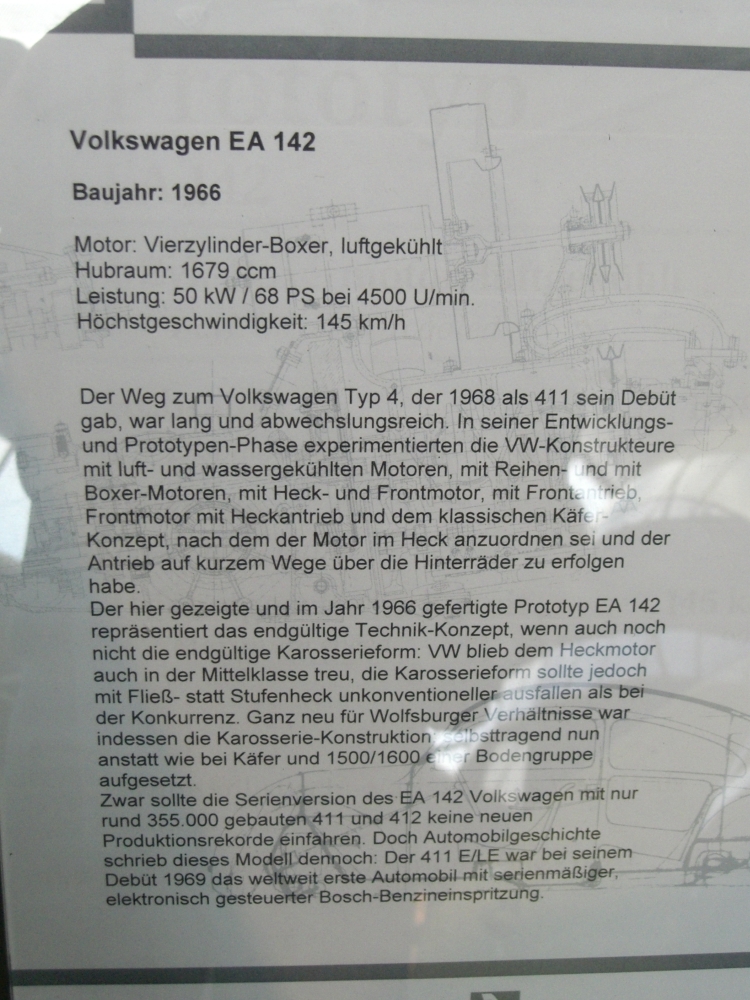 Prototyp
Volkswagen EA 142
Baujahr: 1966
Motor: Vierzylinder-Boxer, luftgekühlt
Hubraum: 1679 ccm
Leistung: 50 kW / 68 PS bei 4500 U/min.
Höchstgeschwindigkeit: 145 km/h
Der Weg zum Volkswagen Typ 4, der 1968 als 411 sein Debüt
gab, war lang und abwechslungsreich. In seiner Entwicklungs-
und Prototypen-Phase experimentierten die VW-Konstrukteure
mit luft- und wassergekühlten Motoren, mit Reihen- und mit
Boxer-Motoren, mit Heck- und Frontmotor, mit Frontantrieb,
Frontmotor mit Heckantrieb und dem klassischen Käfer-
Konzept, nach dem der Motor im Heck anzuordnen sei und der
Antrieb auf kurzem Wege über die Hinterräder zu erfolgen
habe.
Der hier gezeigte und im Jahr 1966 gefertigte Prototyp EA 142
repräsentiert das endgültige Technik-Konzept, wenn auch noch
nicht die endgültige Karosserieform: VW blieb dem Heckmotor
auch in der Mittelklasse treu, die Karosserieform sollte jedoch
mit Fließ- statt Stufenheck unkonventioneller ausfallen als bei
der Konkurrenz. Ganz neu für Wolfsburger Verhältnisse war
indessen die Karosserie-Konstruktion selbsttragend nun
anstatt wie bei Käfer und 1500/1600 einer Bodengruppe
aufgesetzt.
Zwar sollte die Serienversion des EA 142 Volkswagen mit nur
rund 355.000 gebauten 411 und 412 keine neuen
Produktionsrekorde einfahren. Doch Automobilgeschichte
schrieb dieses Modell dennoch: Der 411 E/LE war bei seinem
Debüt 1969 das weltweit erste Automobil mit serienmäßiger,
elektronisch gesteuerter Bosch-Benzineinspritzung.